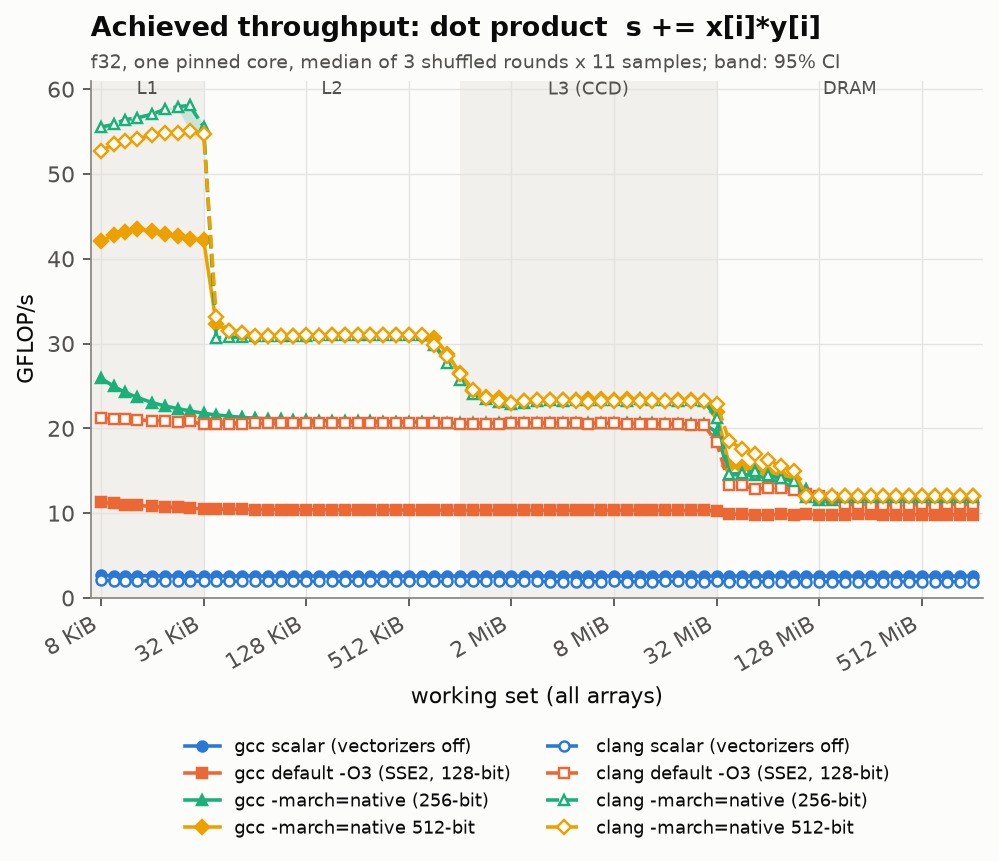 Achieved throughput: dot product  s += x[i]*y[i]
f32, one pinned core, median of 3 shuffled rounds x 11 samples; band: 95% CI
L1
L2
L3 (CCD)
DRAM
60
50
40
30
20
10
0
GFLOP/s
8 KiB
32 KiB
128 KiB
512 KiB
2 MiB
8 MiB
32 MiB
128 MiB
512 MiB
working set (all arrays)
gcc scalar (vectorizers off)
gcc default -O3 (SSE2, 128-bit)
gcc -march=native (256-bit)
gcc -march=native 512-bit
clang scalar (vectorizers off)
clang default -O3 (SSE2, 128-bit)
clang -march=native (256-bit)
clang -march=native 512-bit